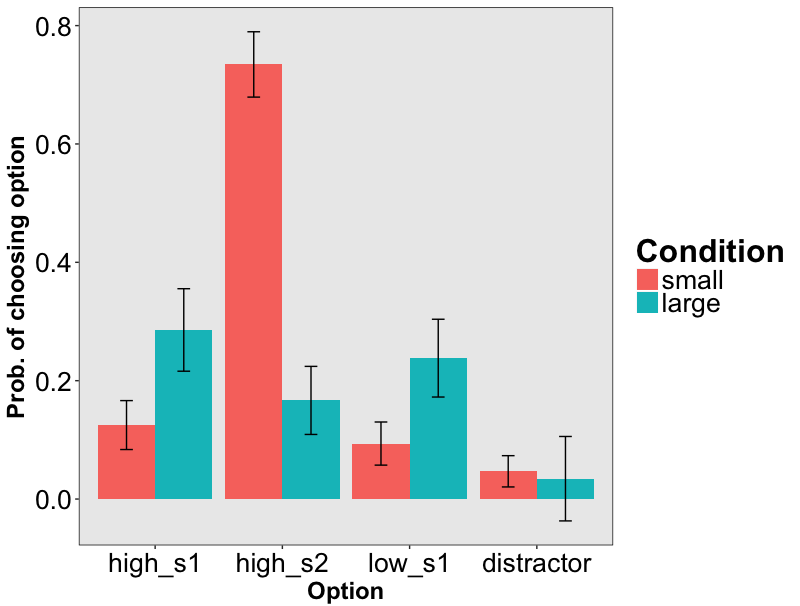 Prob. of choosing option
0.8
0.6
0.4
0.2
0.0
high_s1 high_s2 low_s1 distractor
Option
Condition
small
large